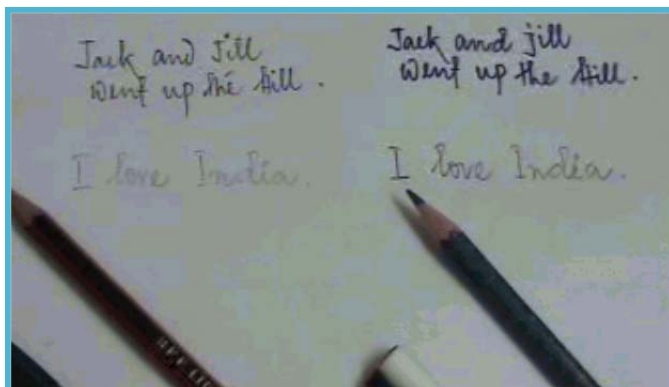 Jack and Jill
went up the Hill.
I love India.
Jack and jill
went up the Hill.
I love India.